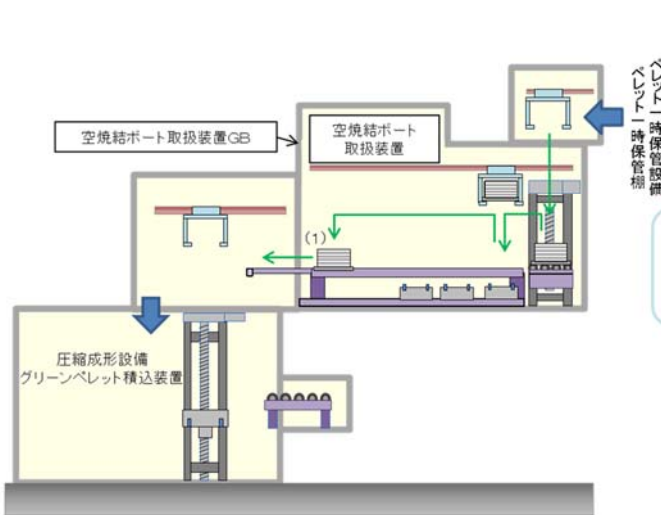 空焼結ボート取扱装置GB
空焼結ボート
取扱装置
ペレット一時保管設備
ペレット一時保管棚
(1)
圧縮成形設備
グリーンペレット積込装置